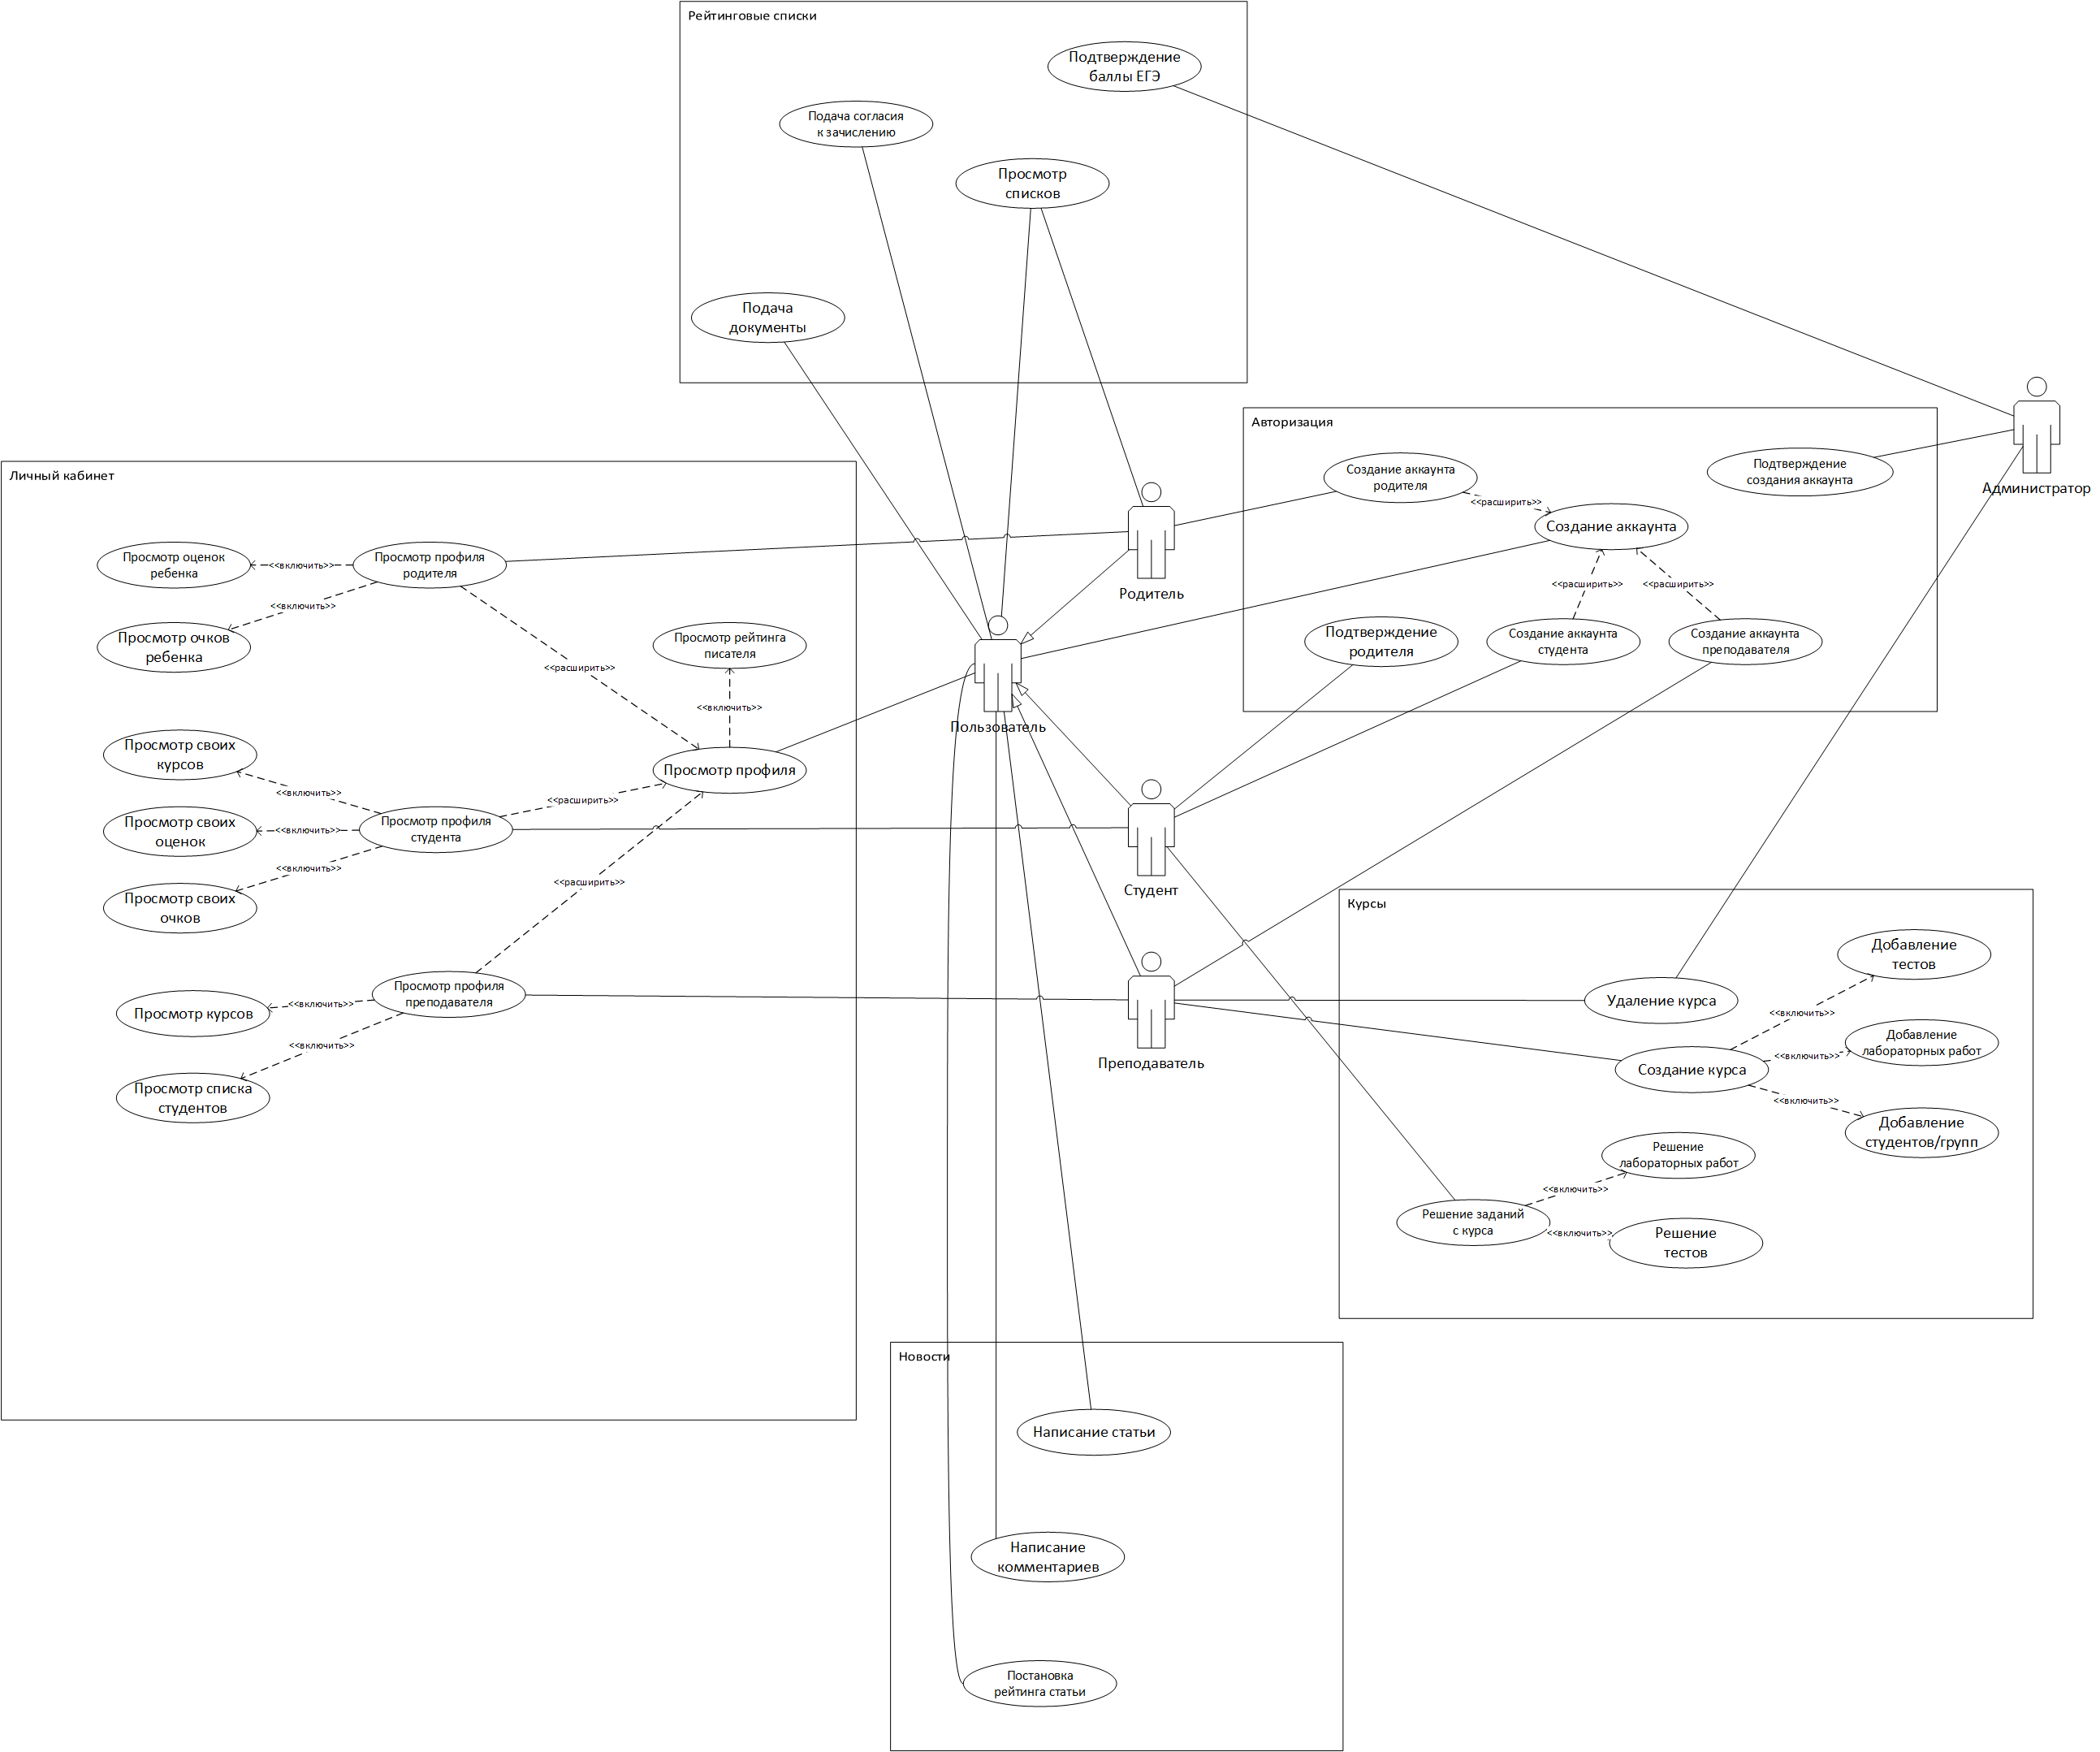 Рейтинговые списки
Подтверждение
баллы ЕГЭ
Подача согласия
к зачислению
Просмотр
списков
Подача
документы
Администратор
Авторизация
Создание аккаунта
родителя
<<расширить>>
Подтверждение
создания аккаунта
Создание аккаунта
<<расширить>>
<<расширить>>
Подтверждение
родителя
Создание аккаунта
студента
Создание аккаунта
преподавателя
Личный кабинет
Просмотр оценок
ребенка
<<включить>>
Просмотр профиля
родителя
<<включить>>
Просмотр очков
ребенка
Просмотр рейтинга
писателя
<<расширить>>
<<включить>>
Просмотр профиля
Просмотр своих
курсов
<<включить>>
<<расширить>>
Просмотр своих
оценок
<<включить>>
Просмотр профиля
студента
<<включить>>
Просмотр своих
очков
<<расширить>>
Просмотр профиля
преподавателя
<<включить>>
Просмотр курсов
<<включить>>
Просмотр списка
студентов
Родитель
Пользователь
Студент
Преподаватель
Курсы
Добавление
тестов
Удаление курса
<<включить>>
Добавление
лабораторных работ
<<включить>>
Создание курса
<<включить>>
Добавление
студентов/групп
Решение
лабораторных работ
<<включить>>
Решение заданий
с курса
<<включить>>
Решение
тестов
Новости
Написание статьи
Написание
комментариев
Постановка
рейтинга статьи